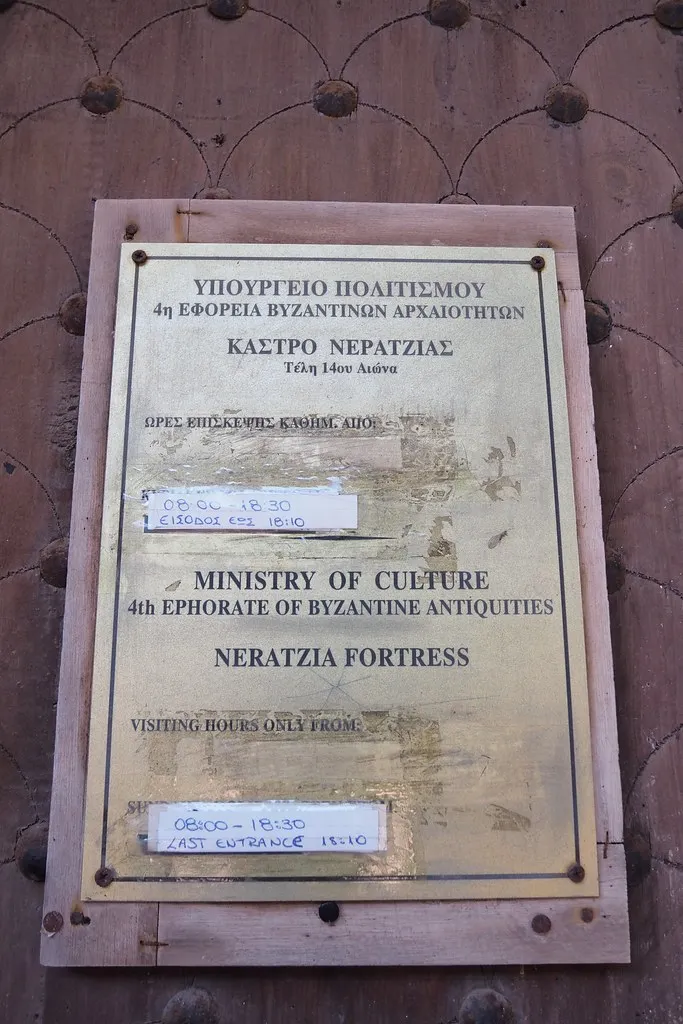 ΥΠΟΥΡΓΕΙΟ ΠΟΛΙΤΙΣΜΟΥ
4η ΕΦΟΡΕΙΑ ΒΥΖΑΝΤΙΝΩΝ ΑΡΧΑΙΟΤΗΤΩΝ
ΚΑΣΤΡΟ ΝΕΡΑΤΖΙΑΣ
Τέλη 14ου Αιώνα
ΩΡΕΣ ΕΠΙΣΚΕΨΗΣ ΚΑΘΗΜ. ΑΠΟ:
08:00 - 18:30
ΕΙΣΟΔΟΣ ΕΩΣ 18:10
MINISTRY OF CULTURE
4th EPHORATE OF BYZANTINE ANTIQUITIES
NERATZIA FORTRESS
VISITING HOURS ONLY FROM:
08:00 - 18:30
LAST ENTRANCE 18:10